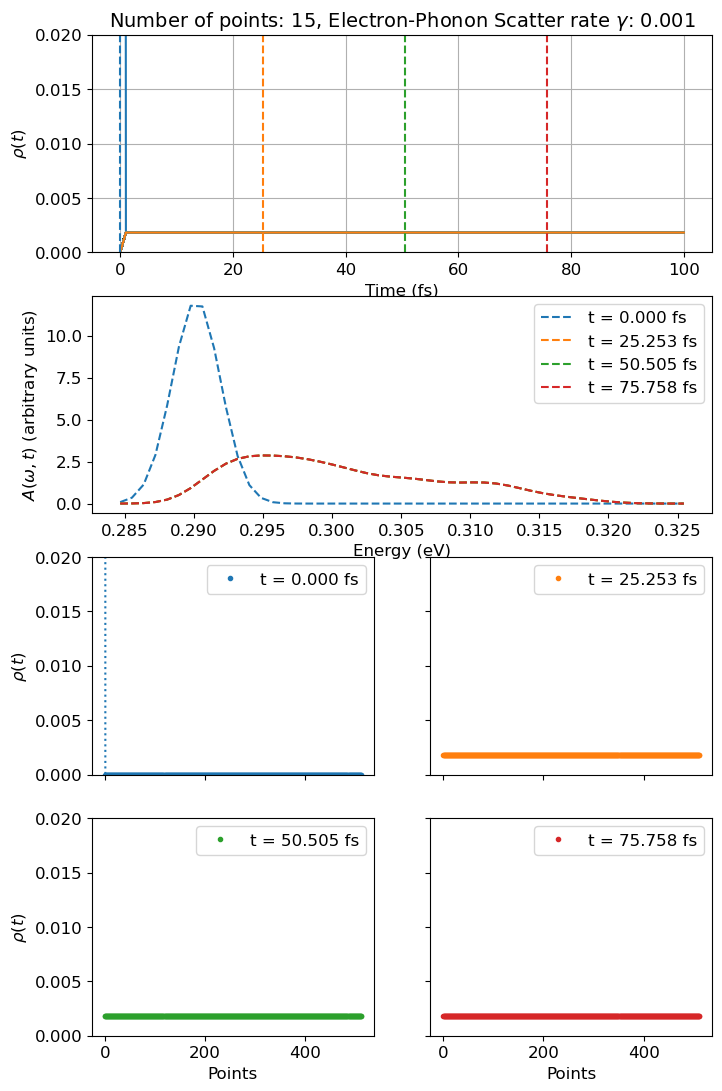 Number of points: 15, Electron-Phonon Scatter rate γ: 0.001
0.020
0.015
0.010
0.005
0.000
ρ(t)
0 20 40 60 80 100
Time (fs)
10.0
7.5
5.0
2.5
0.0
A(ω, t) (arbitrary units)
t = 0.000 fs
t = 25.253 fs
t = 50.505 fs
t = 75.758 fs
0.285 0.290 0.295 0.300 0.305 0.310 0.315 0.320 0.325
Energy (eV)
0.020
0.015
0.010
0.005
0.000
ρ(t)
t = 0.000 fs
t = 25.253 fs
0.020
0.015
0.010
0.005
0.000
ρ(t)
t = 50.505 fs
0 200 400
Points
t = 75.758 fs
0 200 400
Points